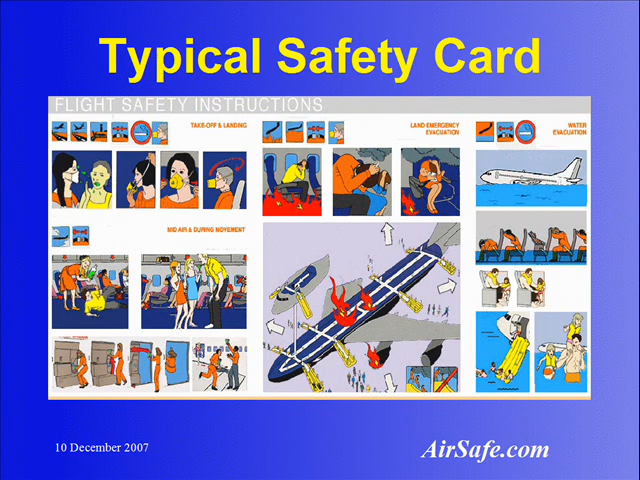 Typical Safety Card
FLIGHT SAFETY INSTRUCTIONS
TAKE-OFF & LANDING
LAND EMERGENCY
EVACUATION
WATER
EVACUATION
MID AIR & DURING MOVEMENT
10 December 2007
AirSafe.com